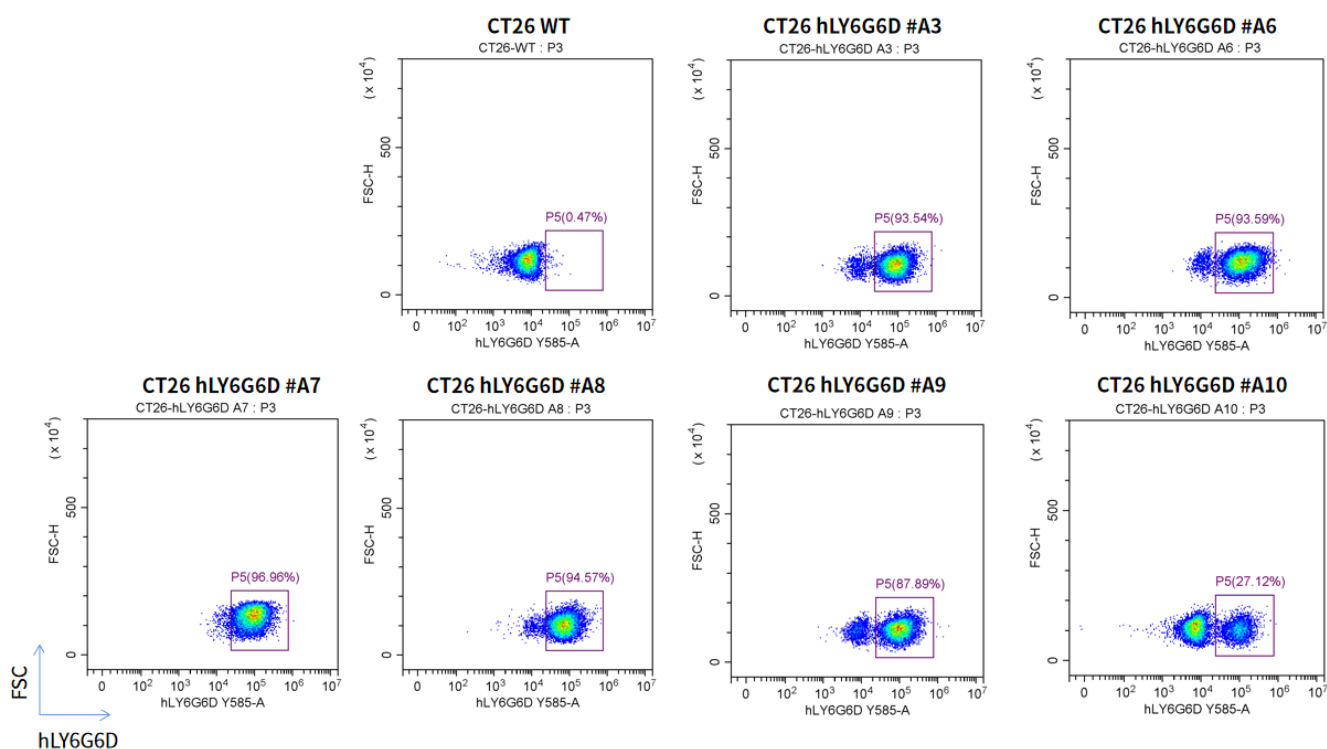 CT26 WT
CT26-WT : P3
(x 10⁴)
FSC-H
500
0
P5(0.47%)
0 10² 10³ 10⁴ 10⁵ 10⁶ 10⁷
hLY6G6D Y585-A
CT26 hLY6G6D #A3
CT26-hLY6G6D A3 : P3
(x 10⁴)
FSC-H
500
0
P5(93.54%)
0 10² 10³ 10⁴ 10⁵ 10⁶ 10⁷
hLY6G6D Y585-A
CT26 hLY6G6D #A6
CT26-hLY6G6D A6 : P3
(x 10⁴)
FSC-H
500
0
P5(93.59%)
0 10² 10³ 10⁴ 10⁵ 10⁶ 10⁷
hLY6G6D Y585-A
CT26 hLY6G6D #A7
CT26-hLY6G6D A7 : P3
(x 10⁴)
FSC-H
500
0
P5(96.96%)
0 10² 10³ 10⁴ 10⁵ 10⁶ 10⁷
hLY6G6D Y585-A
CT26 hLY6G6D #A8
CT26-hLY6G6D A8 : P3
(x 10⁴)
FSC-H
500
0
P5(94.57%)
0 10² 10³ 10⁴ 10⁵ 10⁶ 10⁷
hLY6G6D Y585-A
CT26 hLY6G6D #A9
CT26-hLY6G6D A9 : P3
(x 10⁴)
FSC-H
500
0
P5(87.89%)
0 10² 10³ 10⁴ 10⁵ 10⁶ 10⁷
hLY6G6D Y585-A
CT26 hLY6G6D #A10
CT26-hLY6G6D A10 : P3
(x 10⁴)
FSC-H
500
0
P5(27.12%)
0 10² 10³ 10⁴ 10⁵ 10⁶ 10⁷
hLY6G6D Y585-A
FSC
hLY6G6D